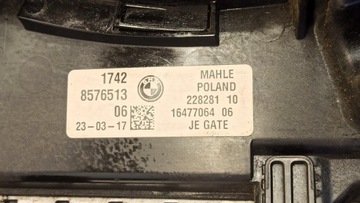 1742
8576513
06
23-03-17
BMW
MAHLE
POLAND
228281 10
16477064 06
JE GATE